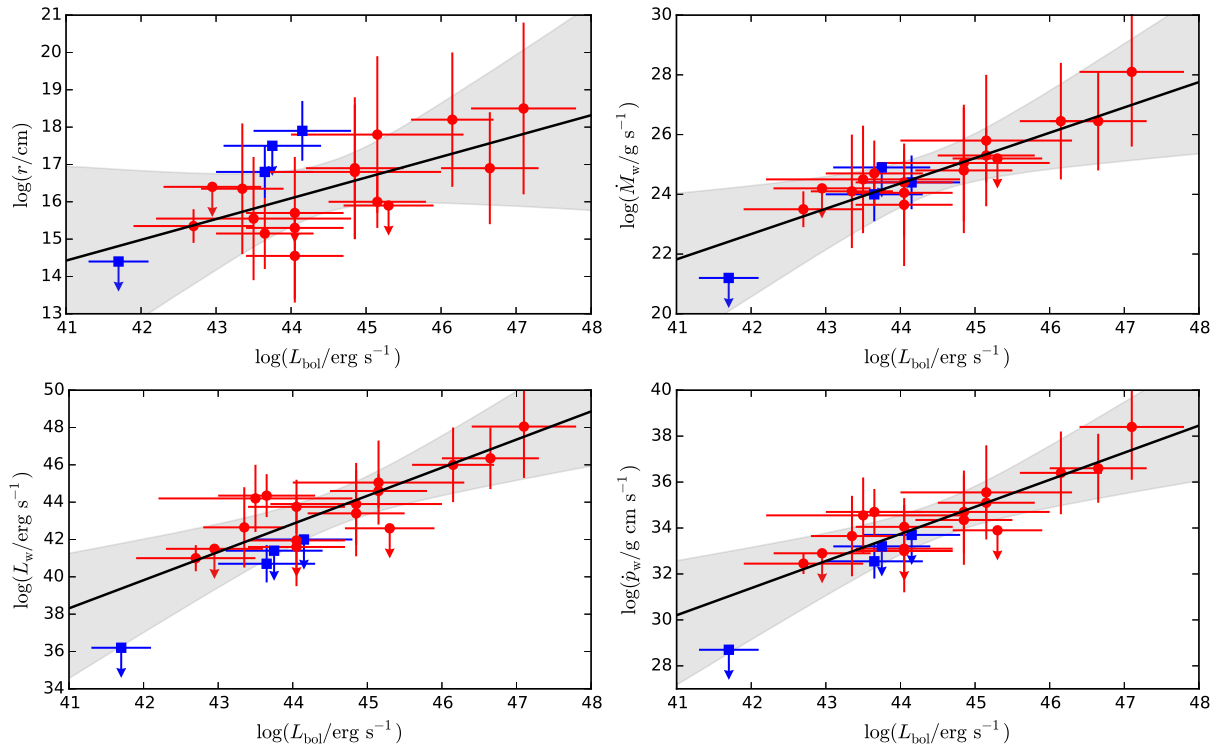 21
20
19
18
17
16
15
14
13
log(r/cm)
41 42 43 44 45 46 47 48
log(L_bol/erg s⁻¹)
30
28
26
24
22
20
log(Ṁ_w/g s⁻¹)
41 42 43 44 45 46 47 48
log(L_bol/erg s⁻¹)
50
48
46
44
42
40
38
36
34
log(L_w/erg s⁻¹)
41 42 43 44 45 46 47 48
log(L_bol/erg s⁻¹)
40
38
36
34
32
30
28
log(ṗ_w/g cm s⁻¹)
41 42 43 44 45 46 47 48
log(L_bol/erg s⁻¹)